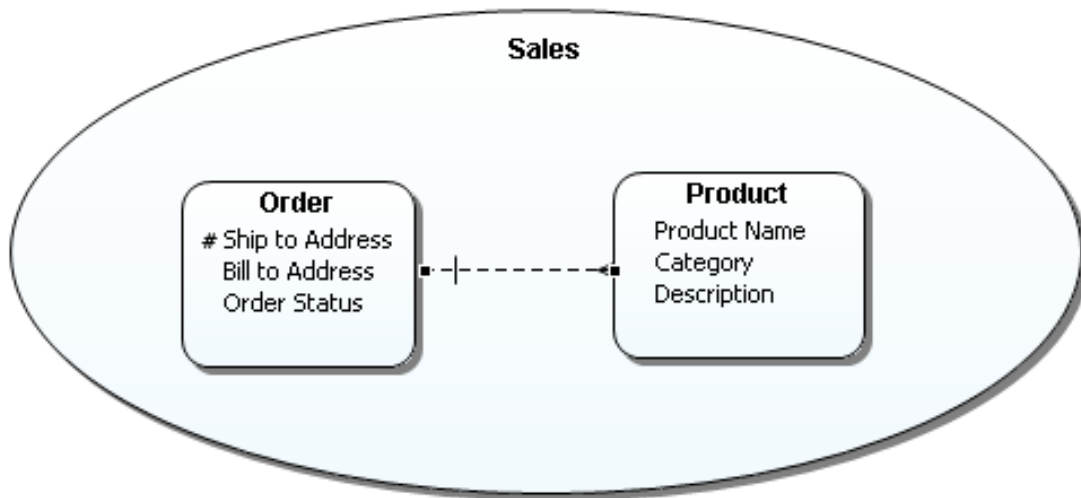 Sales
Order
# Ship to Address
Bill to Address
Order Status
Product
Product Name
Category
Description